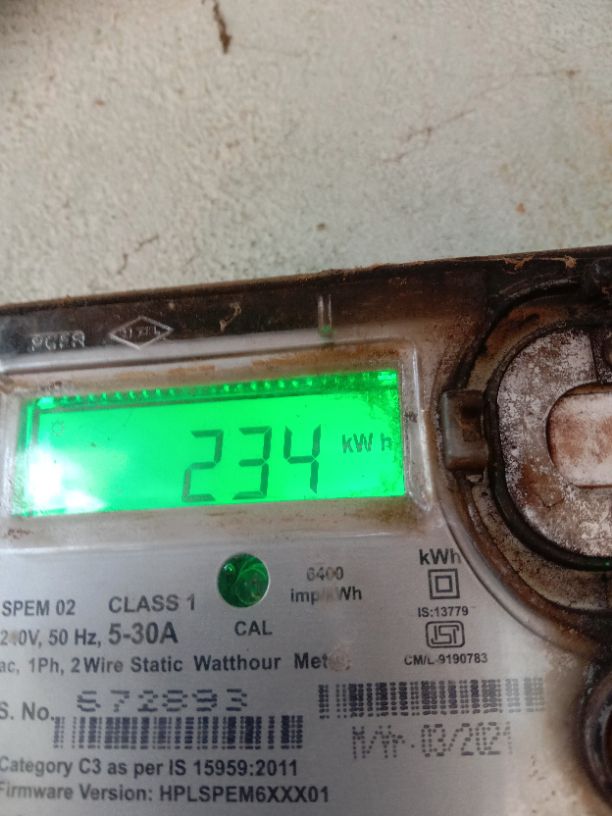 234 kWh
6400
imp/kWh
kWh
SPEM 02 CLASS 1
240V, 50 Hz, 5-30A
CAL
IS:13779
ac, 1Ph, 2 Wire Static Watthour Meter
CM/L-9190783
S. No. 672893
M/Yr. 03/2021
Category C3 as per IS 15959:2011
Firmware Version: HPLSPEM6XXX01